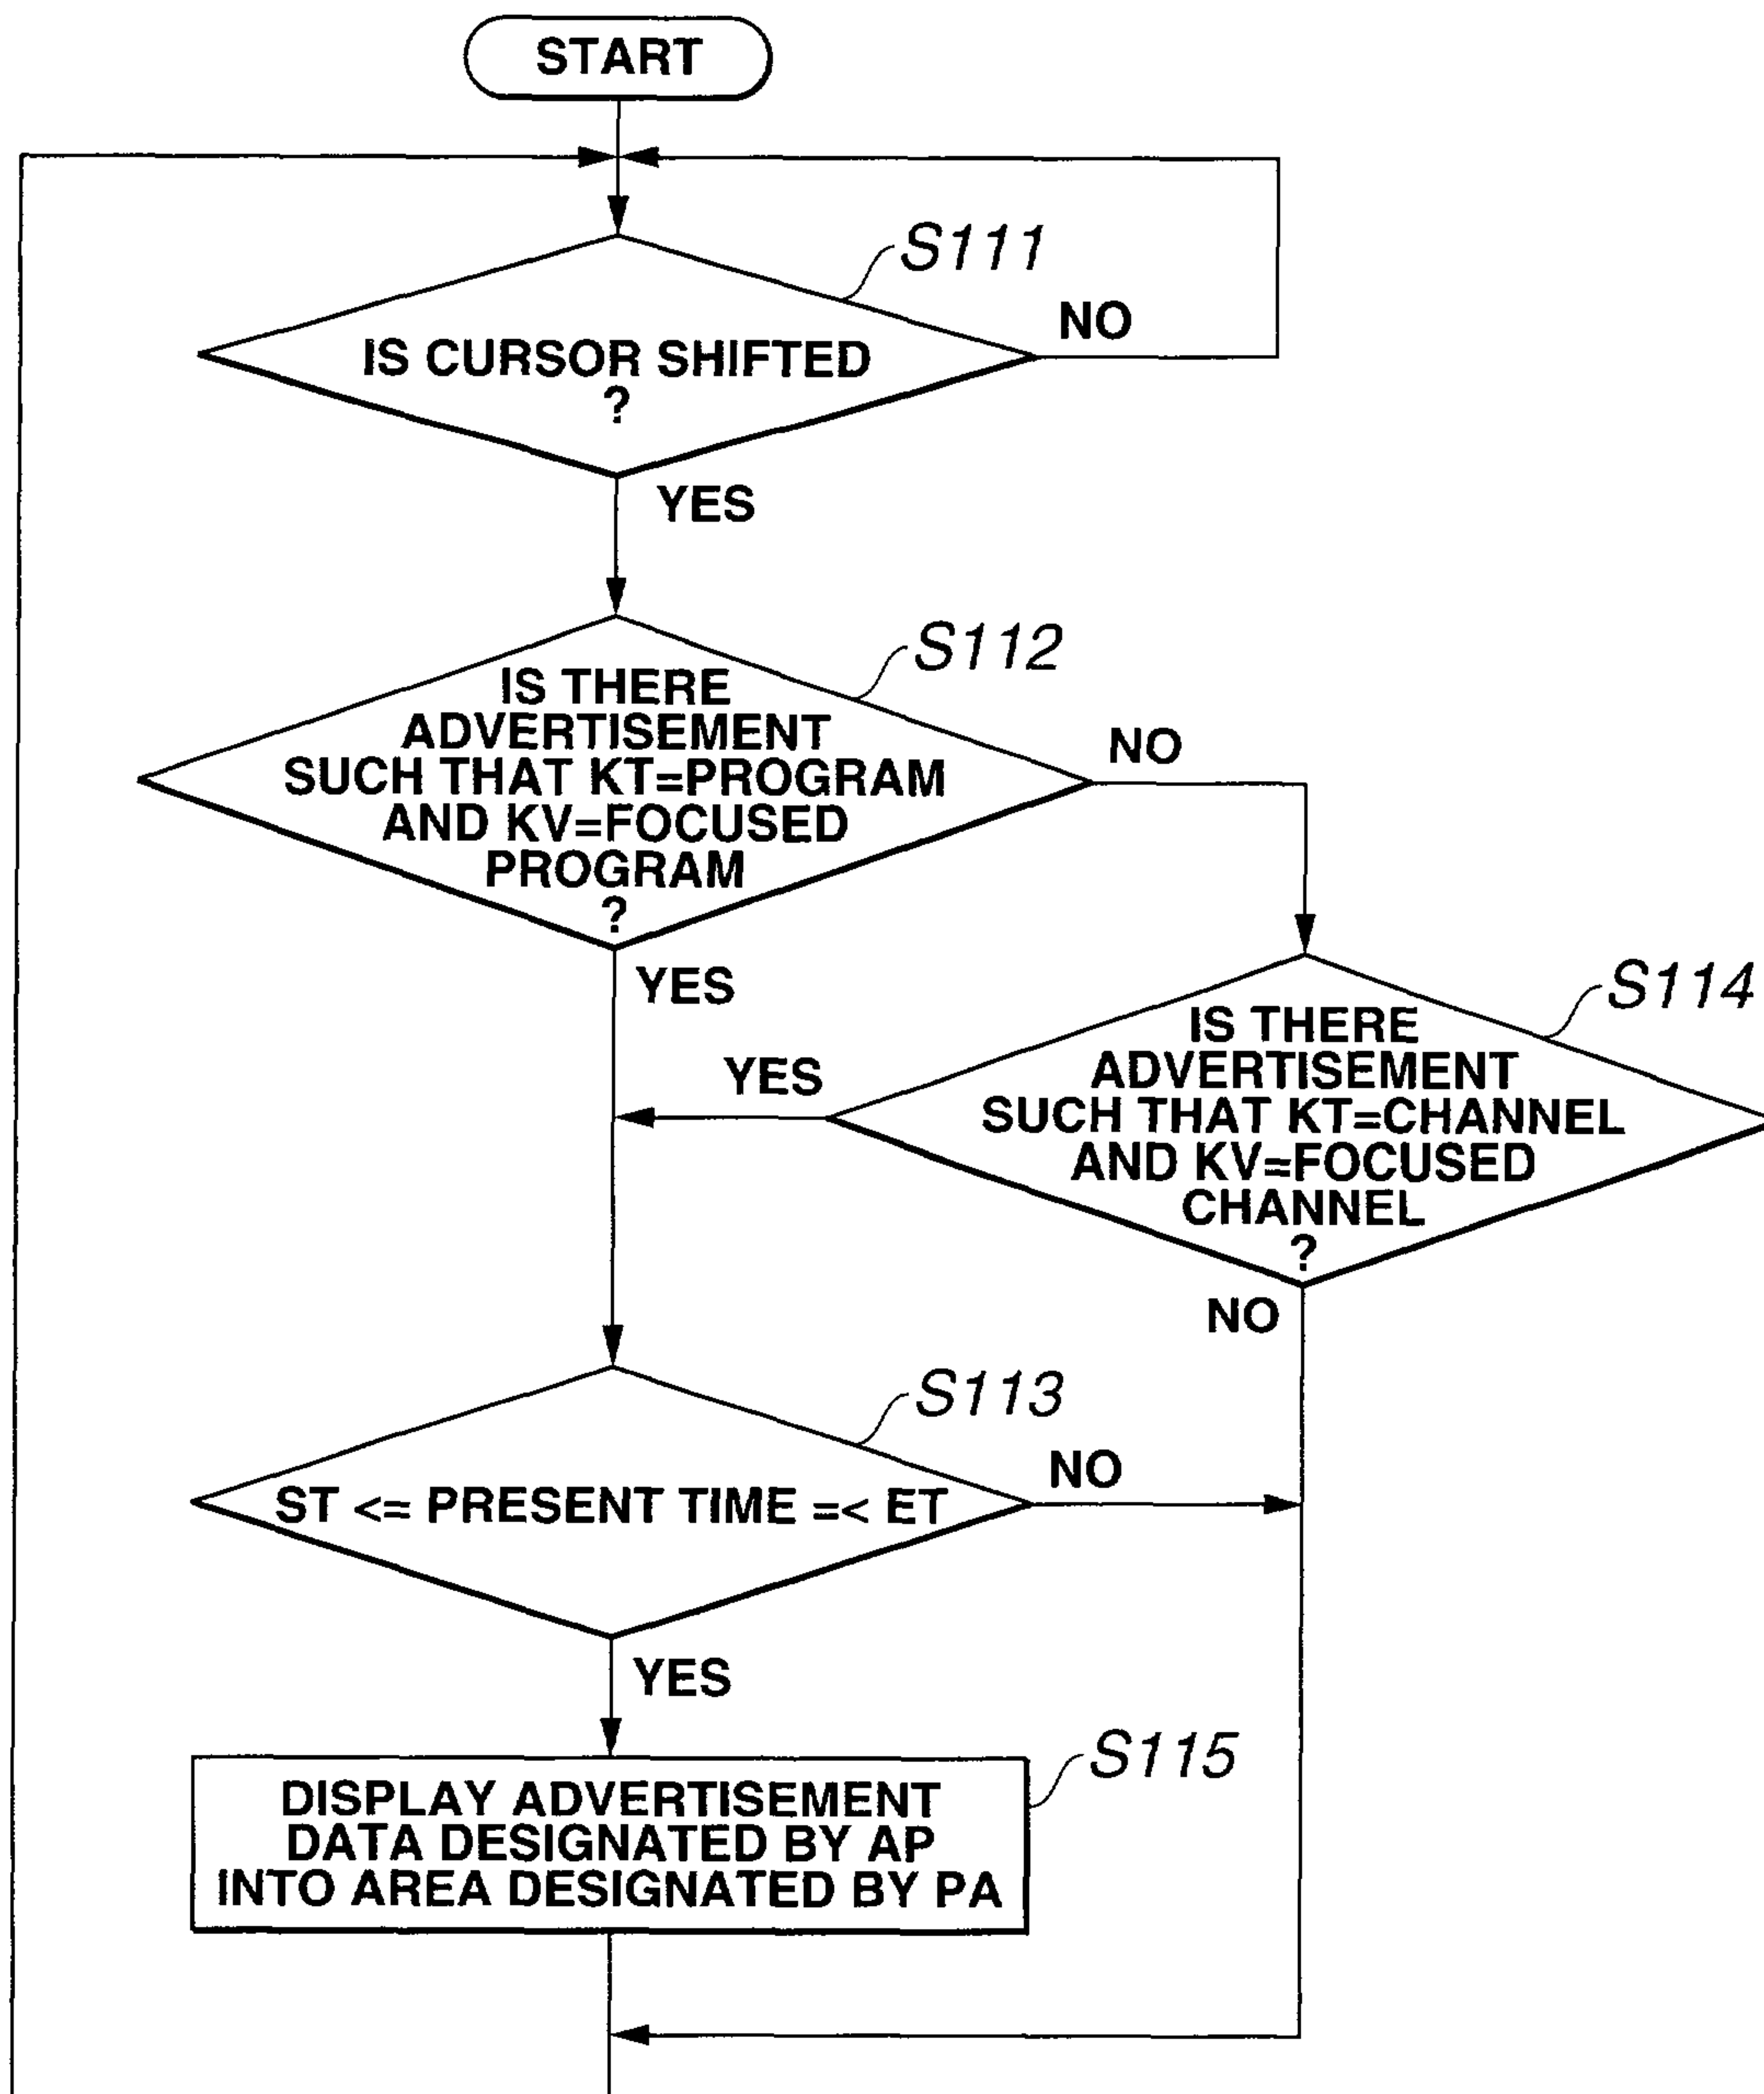 START
S111
IS CURSOR SHIFTED
?
NO
YES
S112
IS THERE
ADVERTISEMENT
SUCH THAT KT=PROGRAM
AND KV=FOCUSED
PROGRAM
?
NO
YES
S114
IS THERE
ADVERTISEMENT
SUCH THAT KT=CHANNEL
AND KV=FOCUSED
CHANNEL
?
YES
NO
S113
ST <= PRESENT TIME =< ET
NO
YES
S115
DISPLAY ADVERTISEMENT
DATA DESIGNATED BY AP
INTO AREA DESIGNATED BY PA